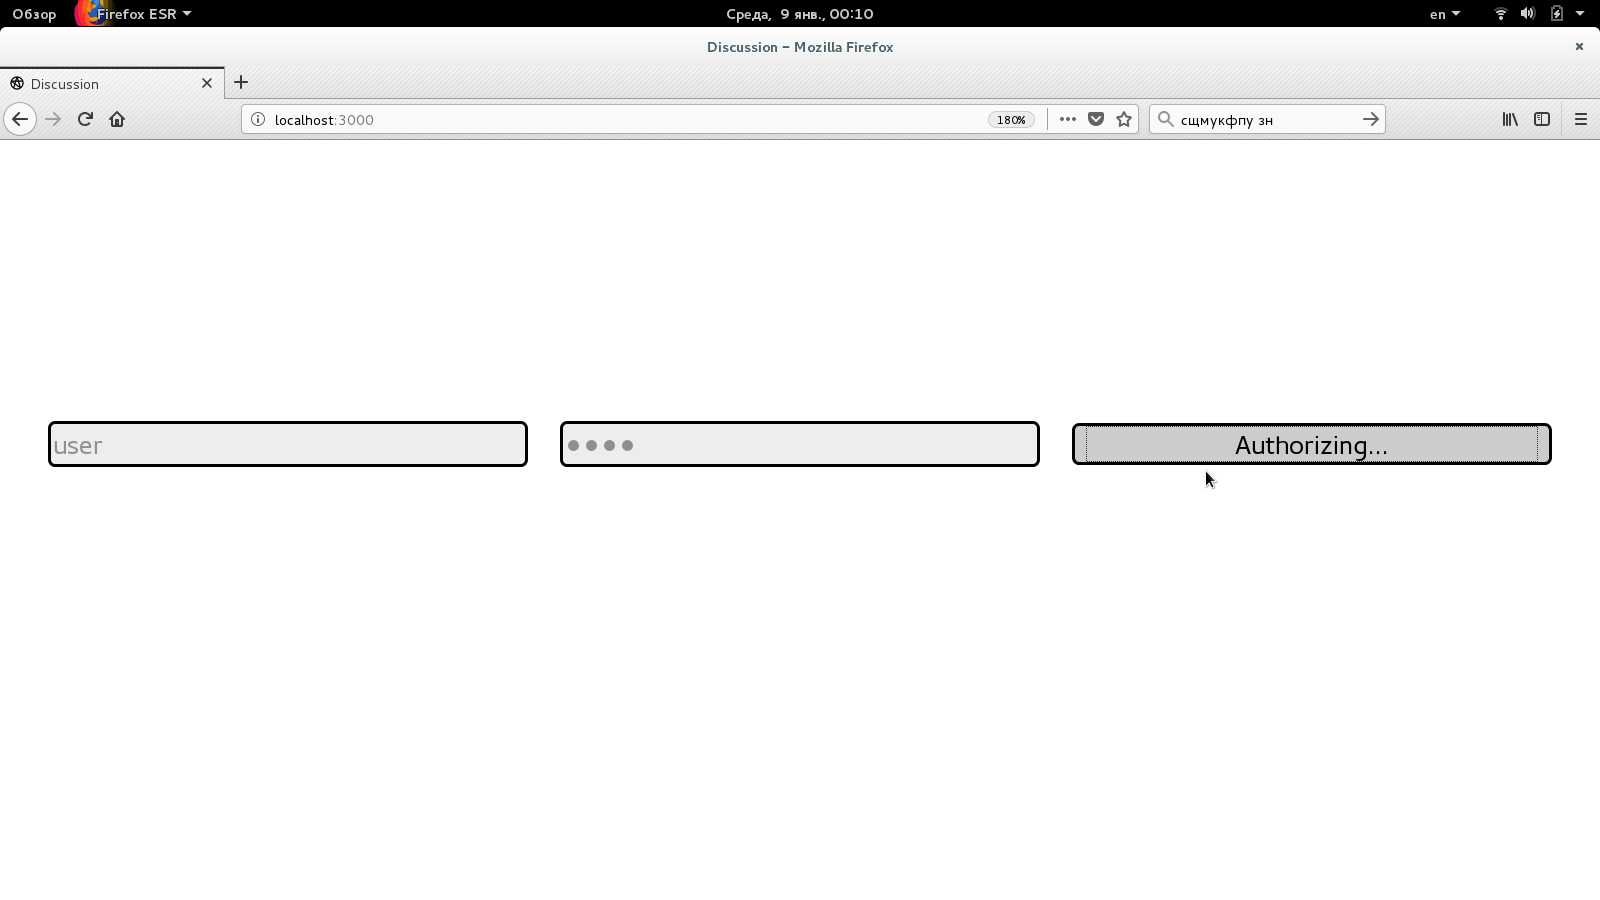 Обзор Firefox ESR Среда, 9 янв., 00:10 en
Discussion – Mozilla Firefox
Discussion
localhost:3000 180% сщмукфпу зн
user Authorizing...